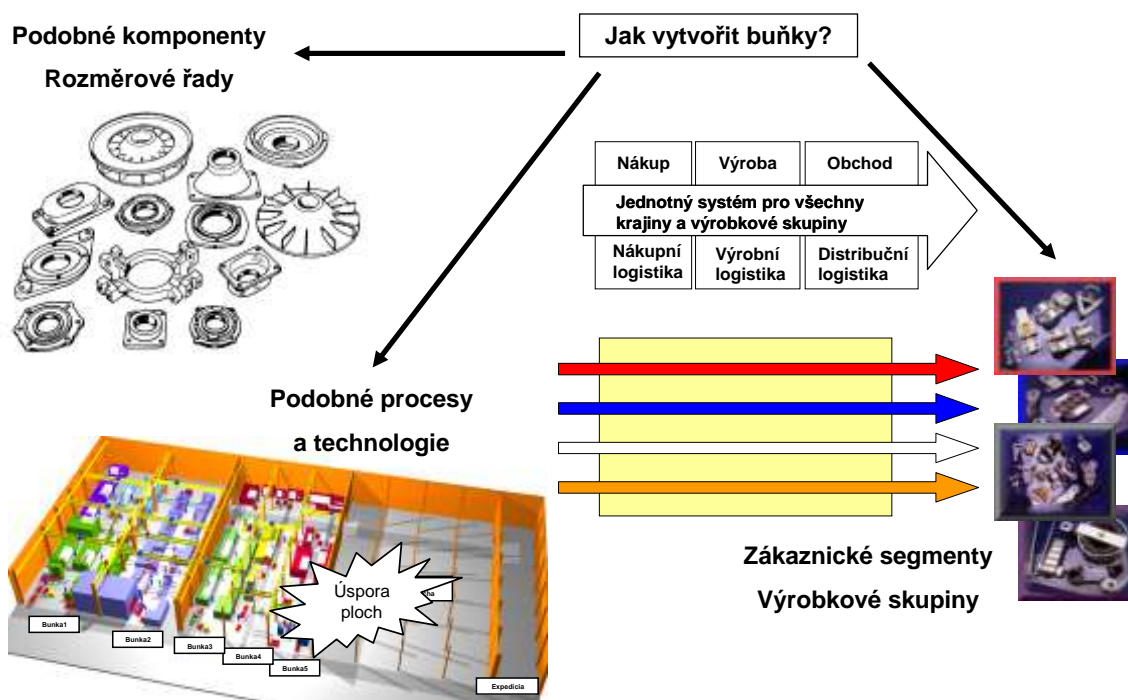 Jak vytvořit buňky?
Podobné komponenty
Rozměrové řady
Nákup
Výroba
Obchod
Jednotný systém pro všechny
krajiny a výrobkové skupiny
Nákupní
logistika
Výrobní
logistika
Distribuční
logistika
Podobné procesy
a technologie
Úspora
ploch
Bunka1
Bunka2
Bunka3
Bunka4
Bunka5
Expedícia
Zákaznické segmenty
Výrobkové skupiny